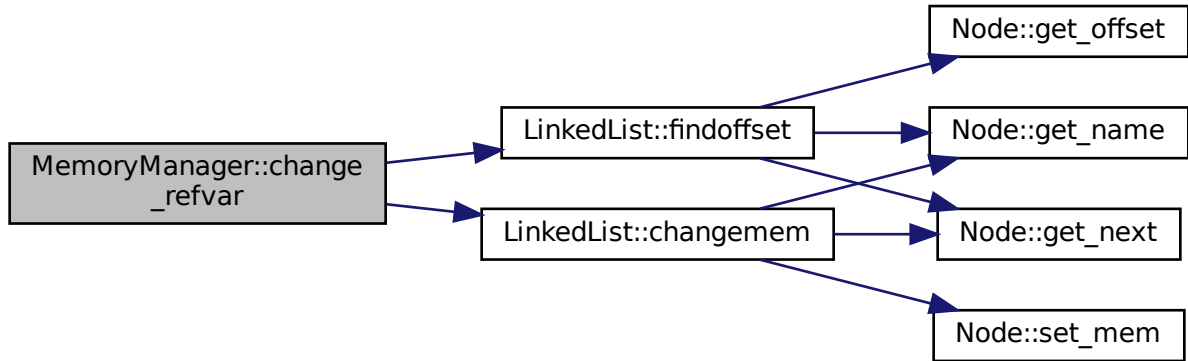 MemoryManager::change
_refvar
LinkedList::findoffset
LinkedList::changemem
Node::get_offset
Node::get_name
Node::get_next
Node::set_mem